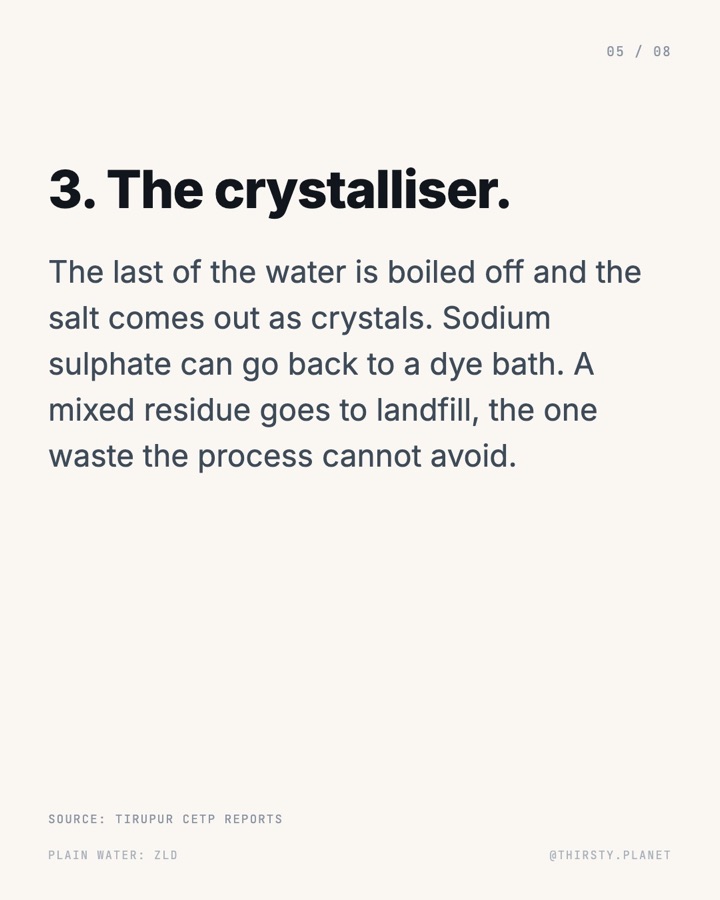 05 / 08
3. The crystalliser.
The last of the water is boiled off and the
salt comes out as crystals. Sodium
sulphate can go back to a dye bath. A
mixed residue goes to landfill, the one
waste the process cannot avoid.
SOURCE: TIRUPUR CETP REPORTS
PLAIN WATER: ZLD
@THIRSTY.PLANET